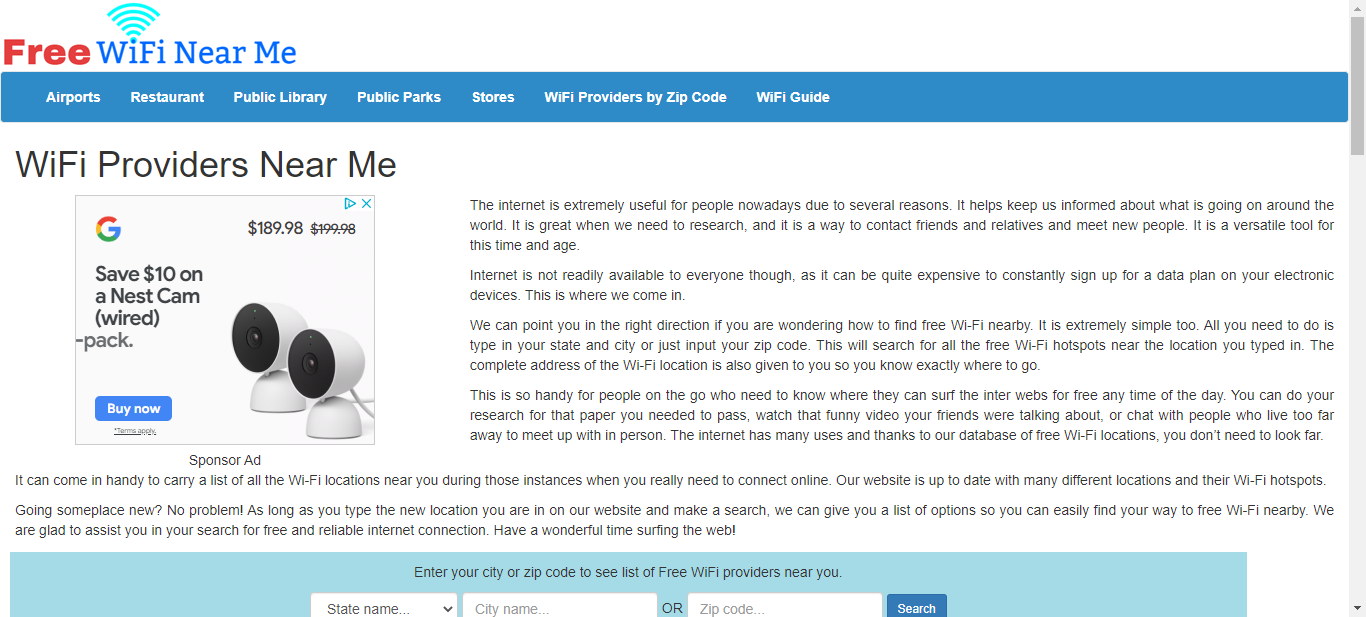 Free WiFi Near Me
Airports Restaurant Public Library Public Parks Stores WiFi Providers by Zip Code WiFi Guide
WiFi Providers Near Me
$189.98 $199.98
Save $10 on
a Nest Cam
(wired)
-pack.
Buy now
*Terms apply.
Sponsor Ad
The internet is extremely useful for people nowadays due to several reasons. It helps keep us informed about what is going on around the
world. It is great when we need to research, and it is a way to contact friends and relatives and meet new people. It is a versatile tool for
this time and age.
Internet is not readily available to everyone though, as it can be quite expensive to constantly sign up for a data plan on your electronic
devices. This is where we come in.
We can point you in the right direction if you are wondering how to find free Wi-Fi nearby. It is extremely simple too. All you need to do is
type in your state and city or just input your zip code. This will search for all the free Wi-Fi hotspots near the location you typed in. The
complete address of the Wi-Fi location is also given to you so you know exactly where to go.
This is so handy for people on the go who need to know where they can surf the inter webs for free any time of the day. You can do your
research for that paper you needed to pass, watch that funny video your friends were talking about, or chat with people who live too far
away to meet up with in person. The internet has many uses and thanks to our database of free Wi-Fi locations, you don't need to look far.
It can come in handy to carry a list of all the Wi-Fi locations near you during those instances when you really need to connect online. Our website is up to date with many different locations and their Wi-Fi hotspots.
Going someplace new? No problem! As long as you type the new location you are in on our website and make a search, we can give you a list of options so you can easily find your way to free Wi-Fi nearby. We
are glad to assist you in your search for free and reliable internet connection. Have a wonderful time surfing the web!
Enter your city or zip code to see list of Free WiFi providers near you.
State name... City name... OR Zip code... Search